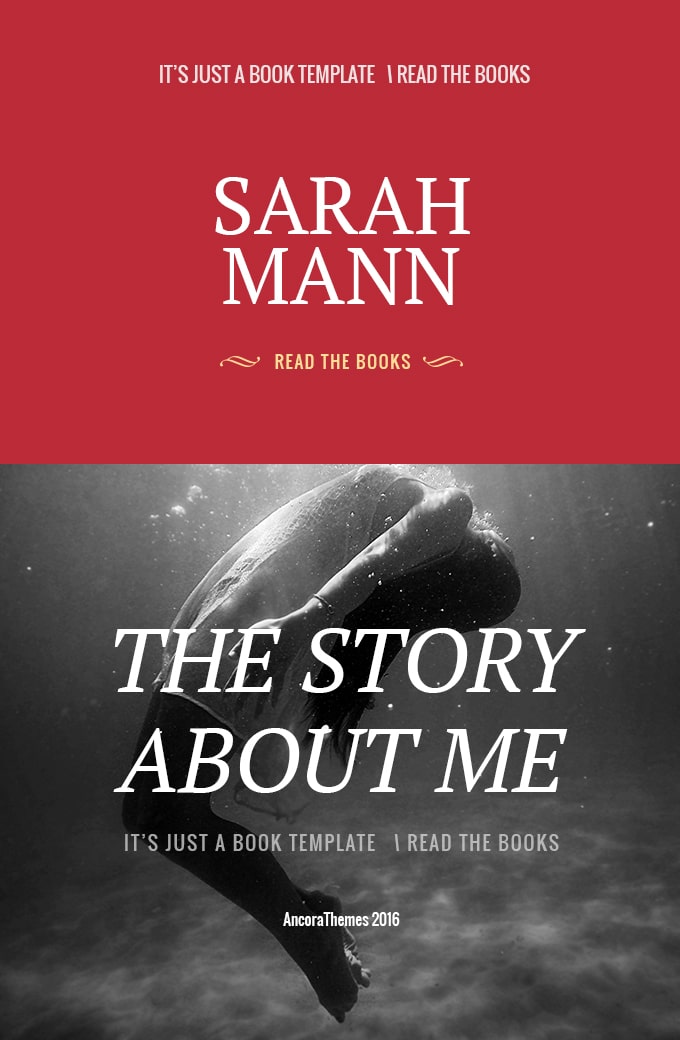 IT'S JUST A BOOK TEMPLATE \ READ THE BOOKS
SARAH
MANN
READ THE BOOKS
THE STORY
ABOUT ME
IT'S JUST A BOOK TEMPLATE \ READ THE BOOKS
AncoraThemes 2016